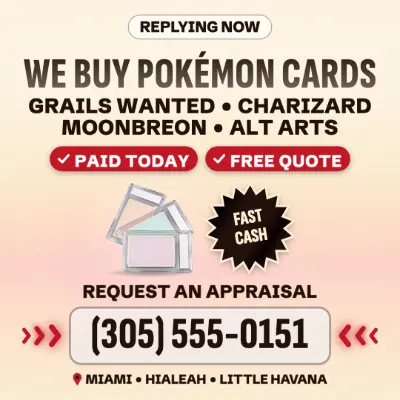 REPLYING NOW
WE BUY POKÉMON CARDS
GRAILS WANTED • CHARIZARD
MOONBREON • ALT ARTS
✓ PAID TODAY ✓ FREE QUOTE
FAST
CASH
REQUEST AN APPRAISAL
(305) 555-0151
MIAMI • HIALEAH • LITTLE HAVANA